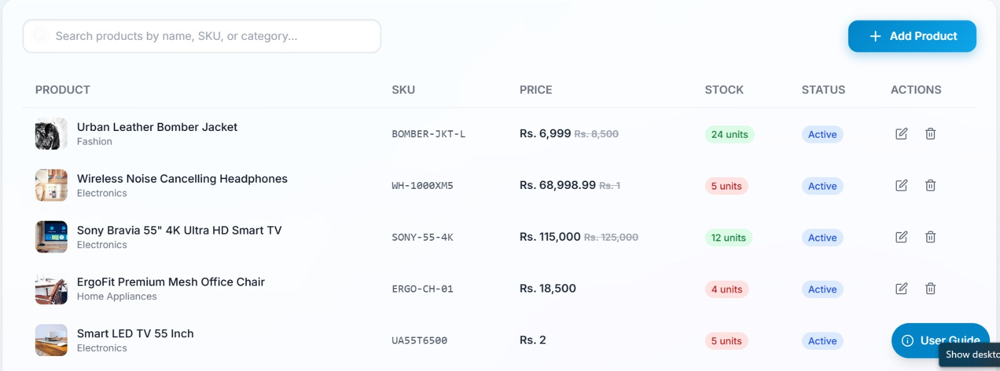 Search products by name, SKU, or category...
+ Add Product
PRODUCT SKU PRICE STOCK STATUS ACTIONS
Urban Leather Bomber Jacket
Fashion
BOMBER-JKT-L Rs. 6,999 Rs. 8,500 24 units Active
Wireless Noise Cancelling Headphones
Electronics
WH-1000XM5 Rs. 68,998.99 Rs. 1 5 units Active
Sony Bravia 55" 4K Ultra HD Smart TV
Electronics
SONY-55-4K Rs. 115,000 Rs. 125,000 12 units Active
ErgoFit Premium Mesh Office Chair
Home Appliances
ERGO-CH-01 Rs. 18,500 4 units Active
Smart LED TV 55 Inch
Electronics
UA55T6500 Rs. 2 5 units Active
User Guide
Show deskto